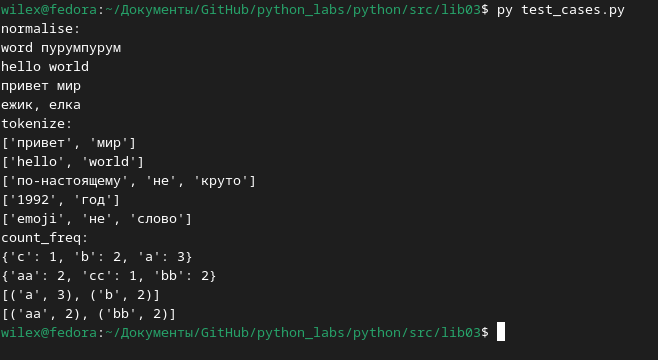 wilex@fedora:~/Документы/GitHub/python_labs/python/src/lib03$ py test_cases.py
normalise:
word пурумпурум
hello world
привет мир
ежик, елка
tokenize:
['привет', 'мир']
['hello', 'world']
['по-настоящему', 'не', 'круто']
['1992', 'год']
['emoji', 'не', 'слово']
count_freq:
{'c': 1, 'b': 2, 'a': 3}
{'aa': 2, 'cc': 1, 'bb': 2}
[('a', 3), ('b', 2)]
[('aa', 2), ('bb', 2)]
wilex@fedora:~/Документы/GitHub/python_labs/python/src/lib03$